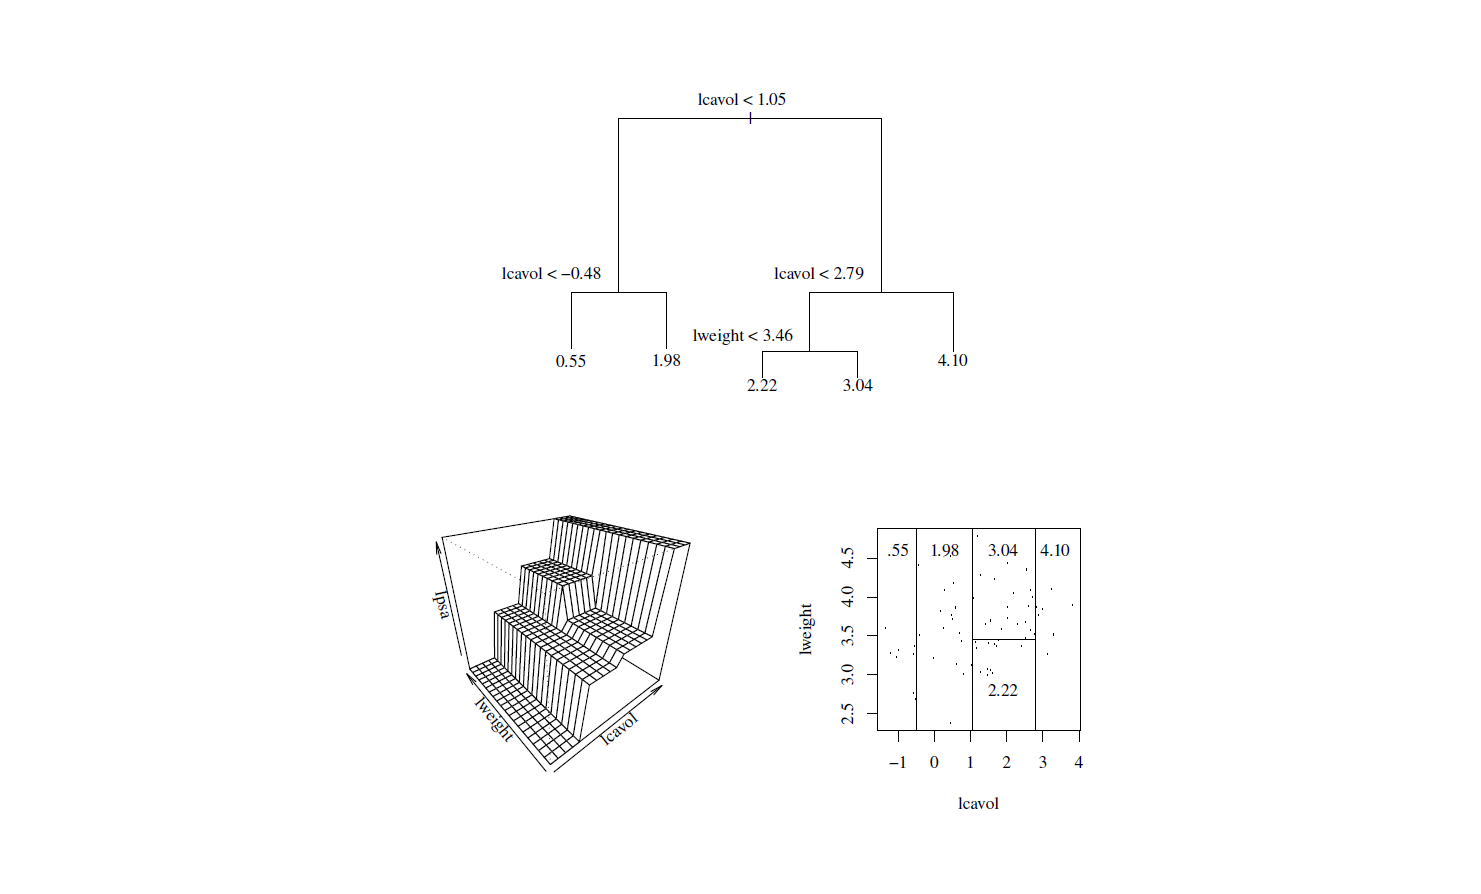 lcavol < 1.05
lcavol < −0.48
lcavol < 2.79
lweight < 3.46
0.55
1.98
4.10
2.22
3.04
lpsa
lweight
lcavol
.55
1.98
3.04
4.10
2.22
lweight
4.5
4.0
3.5
3.0
2.5
−1 0 1 2 3 4
lcavol